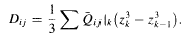 D_{ij} = \frac{1}{3} \sum \bar{Q}_{ij}|_k (z_k^3 - z_{k-1}^3).